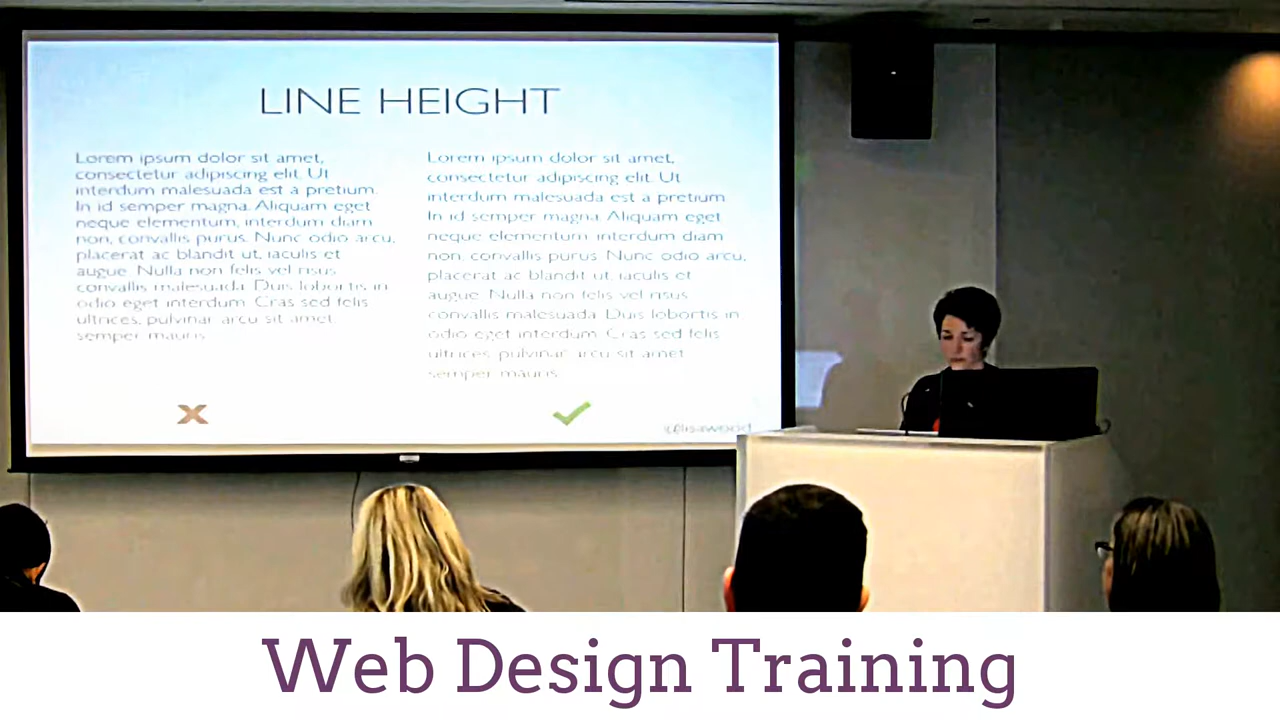 LINE HEIGHT
Lorem ipsum dolor sit amet,
consectetur adipiscing elit. Ut
interdum malesuada est a pretium.
In id semper magna. Aliquam eget
neque elementum, interdum diam
non, convallis purus. Nunc odio arcu,
placerat ac blandit ut, iaculis et
augue. Nulla non felis vel risus
convallis malesuada. Duis lobortis in
odio eget interdum. Cras sed felis
ultrices, pulvinar arcu sit amet,
semper mauris.
Lorem ipsum dolor sit amet,
consectetur adipiscing elit. Ut
interdum malesuada est a pretium.
In id semper magna. Aliquam eget
neque elementum, interdum diam
non, convallis purus. Nunc odio arcu,
placerat ac blandit ut, iaculis et
augue. Nulla non felis vel risus
convallis malesuada. Duis lobortis in
odio eget interdum. Cras sed felis
ultrices, pulvinar arcu sit amet,
semper mauris.
@lisawood
Web Design Training